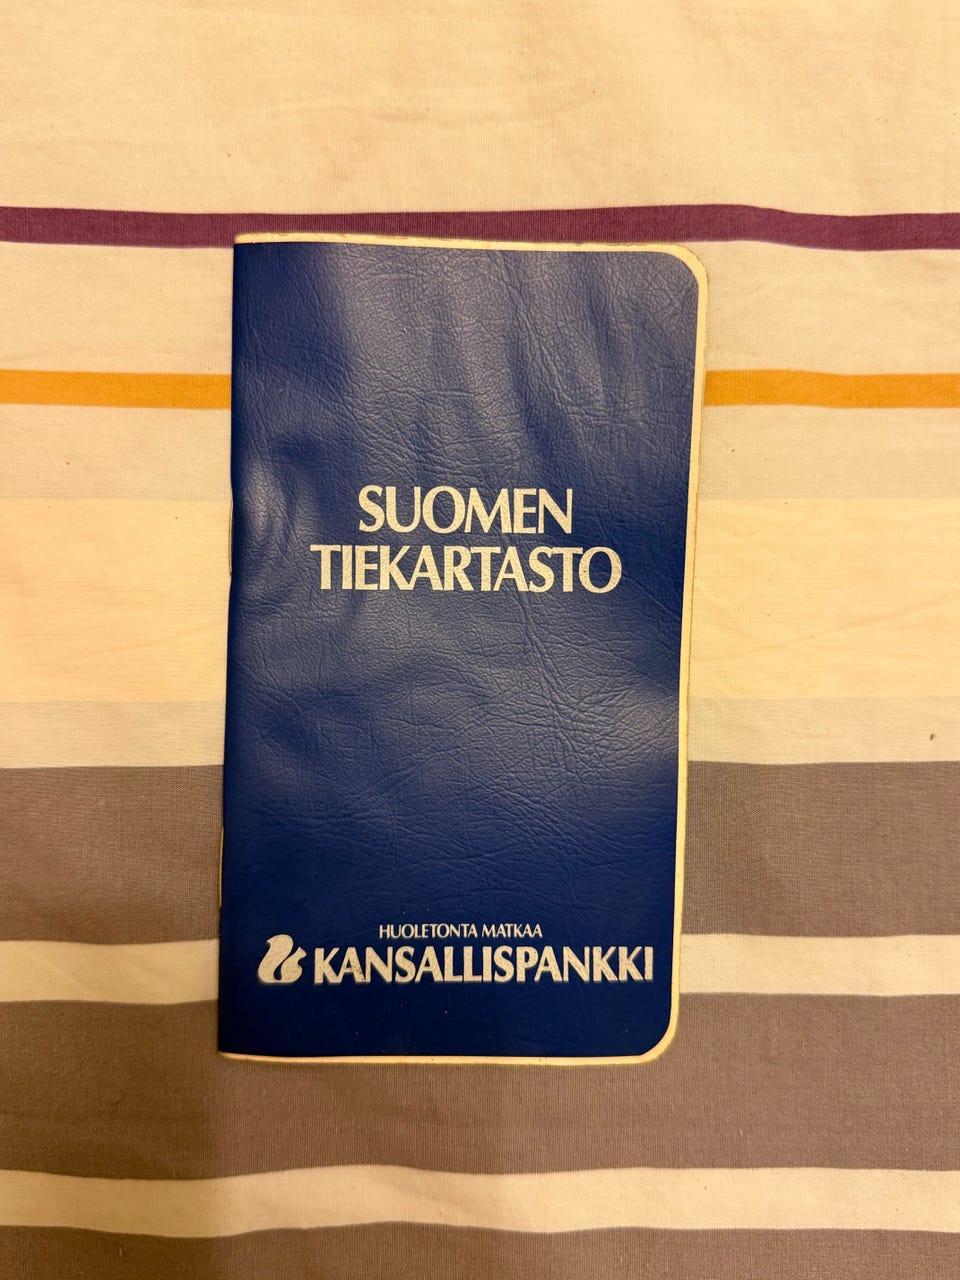 SUOMEN
TIEKARTASTO
HUOLETONTA MATKAA
KANSALLISPANKKI